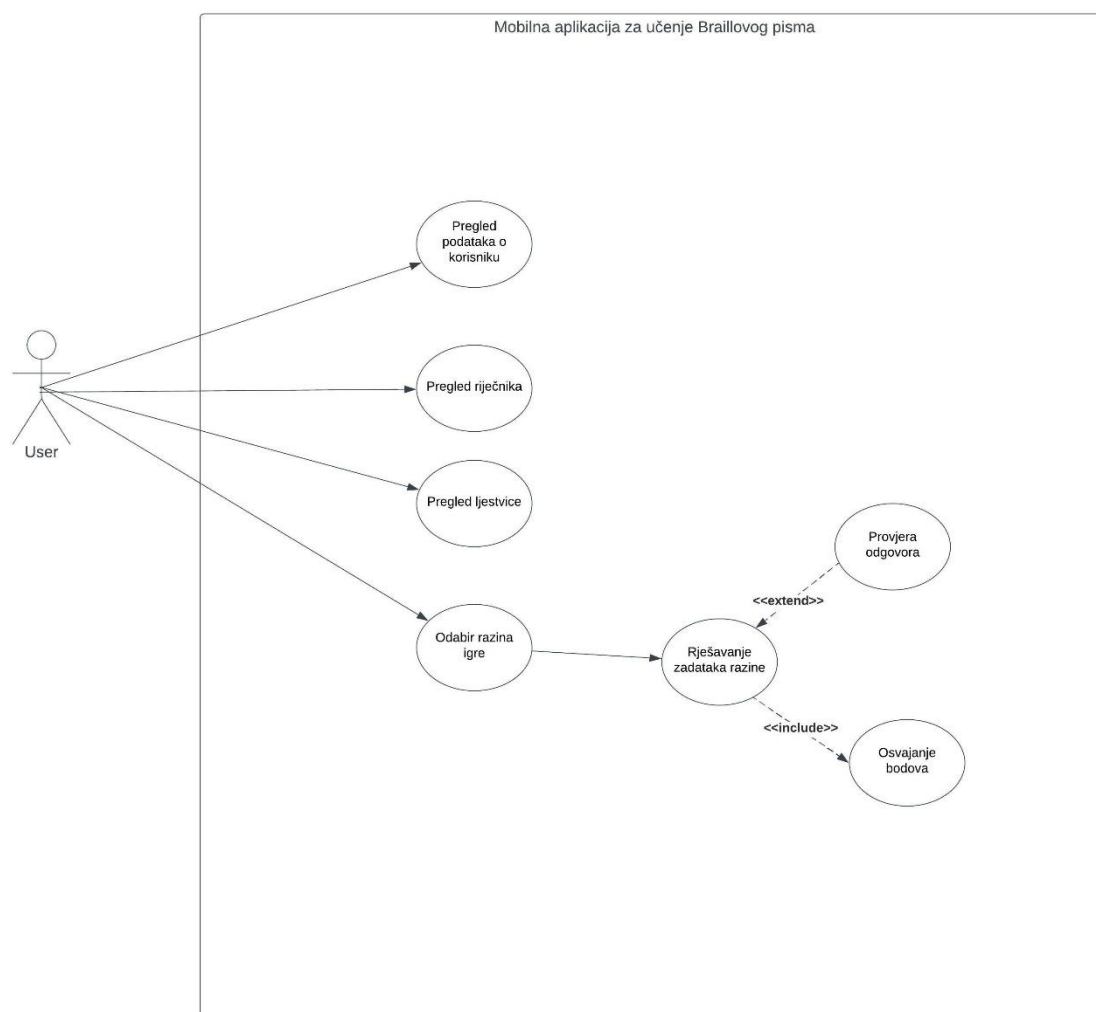 Mobilna aplikacija za učenje Braillovog pisma
Pregled
podataka o
korisniku
Pregled riječnika
User
Pregled ljestvice
Provjera
odgovora
<<extend>>
Odabir razina
igre
Rješavanje
zadataka razine
<<include>>
Osvajanje
bodova